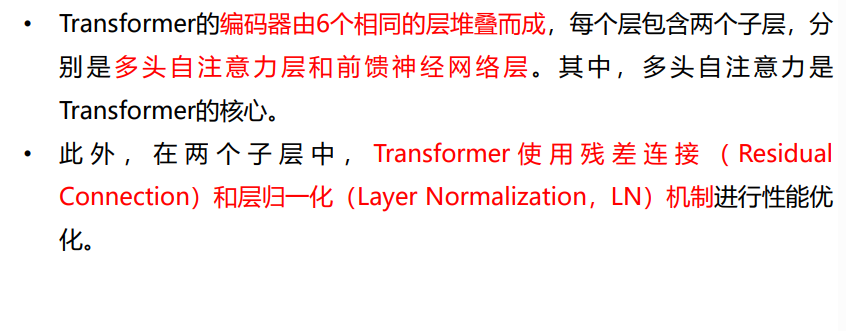 • Transformer的编码器由6个相同的层堆叠而成，每个层包含两个子层，分
别是多头自注意力层和前馈神经网络层。其中，多头自注意力是
Transformer的核心。
• 此外，在两个子层中，Transformer使用残差连接（Residual
Connection）和层归一化（Layer Normalization，LN）机制进行性能优
化。